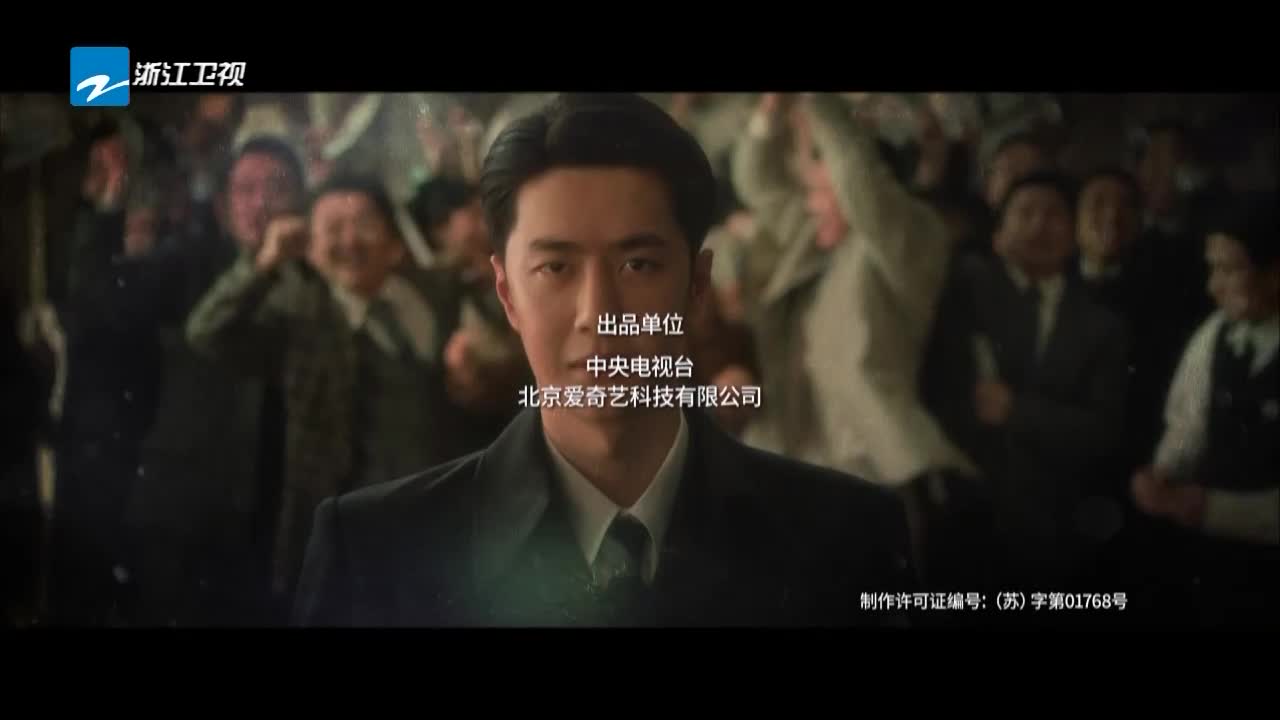 浙江卫视
出品单位
中央电视台
北京爱奇艺科技有限公司
制作许可证编号：（苏）字第01768号